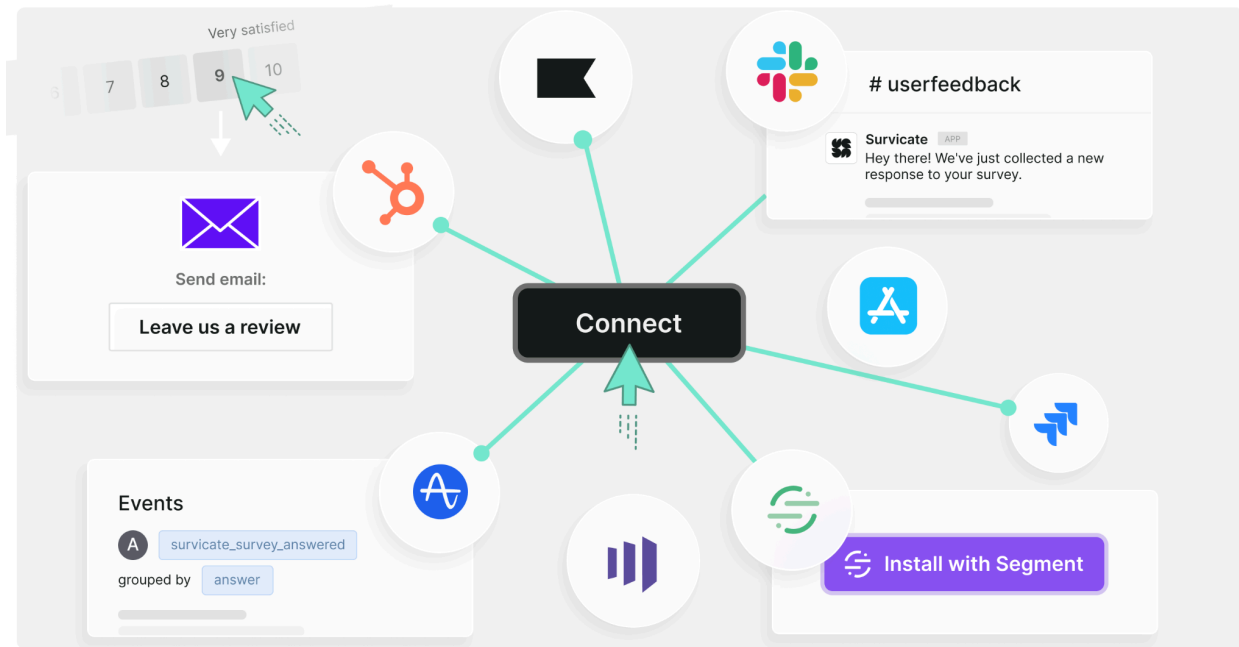 Very satisfied
6 7 8 9 10
Send email:
Leave us a review
# userfeedback
Survicate APP
Hey there! We've just collected a new
response to your survey.
Connect
Events
A survicate_survey_answered
grouped by answer
Install with Segment